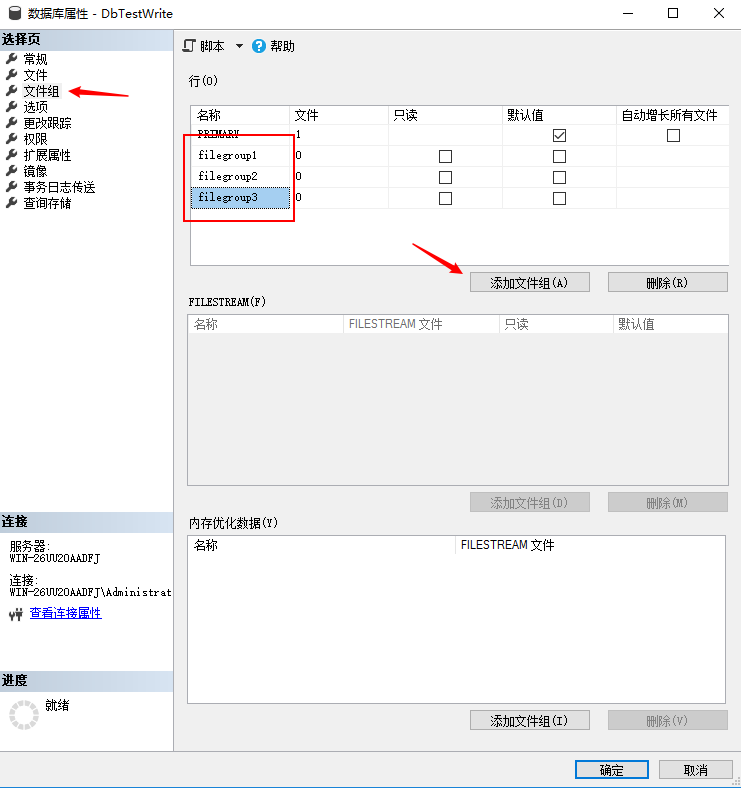 数据库属性 - DbTestWrite
选择页
常规
文件
文件组
选项
更改跟踪
权限
扩展属性
镜像
事务日志传送
查询存储
连接
服务器:
WIN-26UU2OAADFJ
连接:
WIN-26UU2OAADFJ\Administrat
查看连接属性
进度
就绪
脚本 帮助
行(O)
名称 文件 只读 默认值 自动增长所有文件
PRIMARY 1
filegroup1 0
filegroup2 0
filegroup3 0
添加文件组(A) 删除(R)
FILESTREAM(F)
名称 FILESTREAM 文件 只读 默认值
添加文件组(D) 删除(M)
内存优化数据(Y)
名称 FILESTREAM 文件
添加文件组(I) 删除(V)
确定 取消